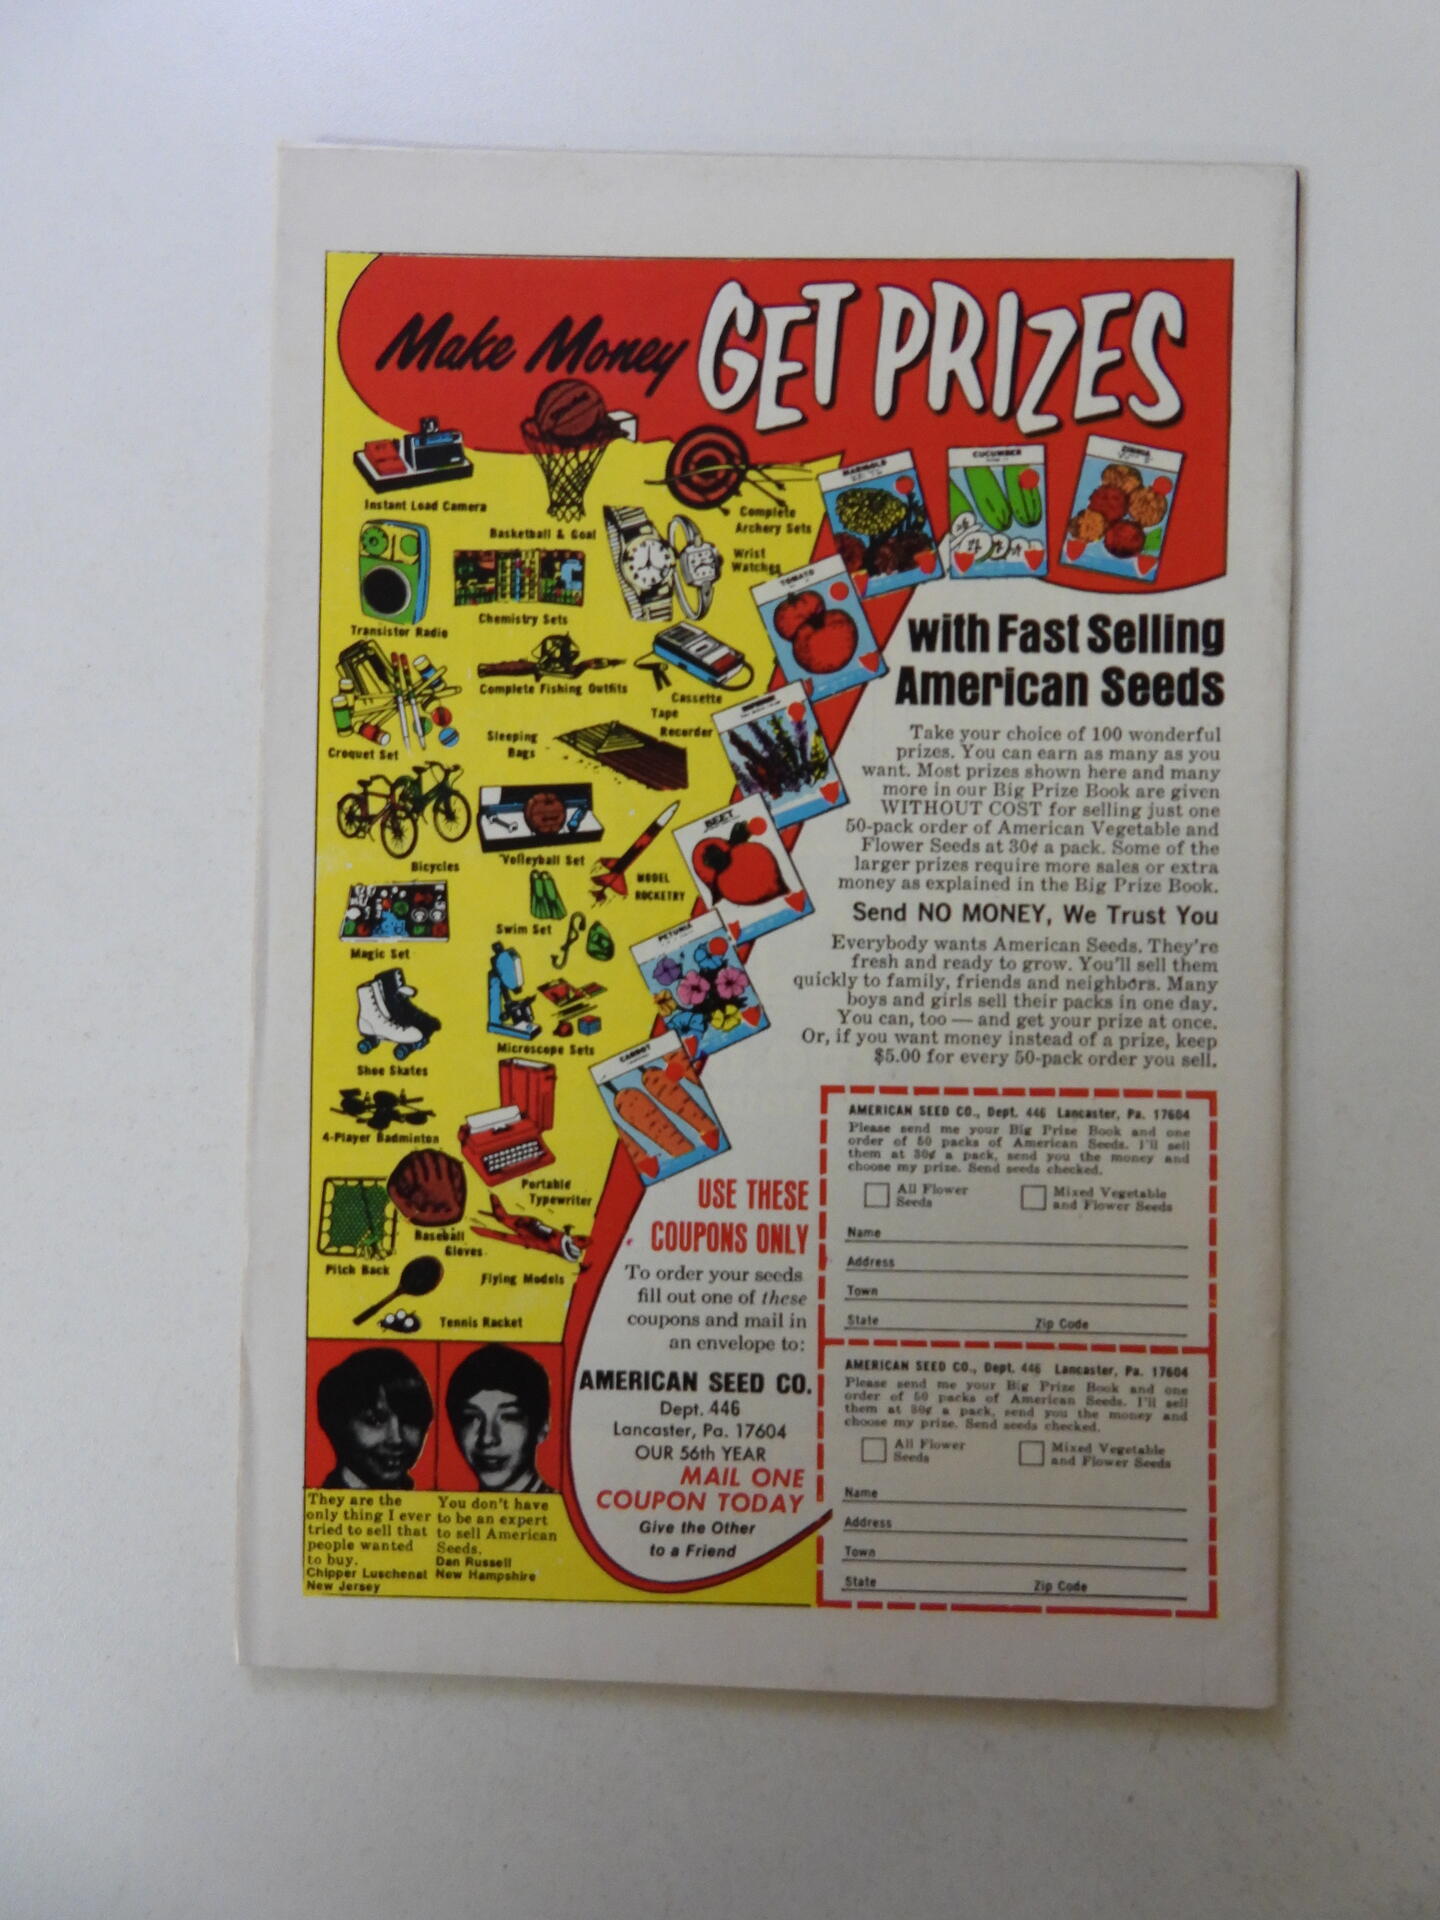 Make Money GET PRIZES
Instant Load Camera
Basketball & Goal
Complete
Archery Sets
Wrist
Watches
Transistor Radio
Chemistry Sets
Complete Fishing Outfits
Cassette
Tape
Recorder
Croquet Set
Sleeping
Bags
Bicycles
Volleyball Set
MODEL
ROCKETRY
Magic Set
Swim Set
Microscope Sets
Shoe Skates
4-Player Badminton
Portable
Typewriter
Pitch Back
Baseball
Gloves
Flying Models
Tennis Racket
MARIGOLD
CUCUMBER
ZINNIA
TOMATO
BEET
PETUNIA
CARROT
with Fast Selling
American Seeds
Take your choice of 100 wonderful
prizes. You can earn as many as you
want. Most prizes shown here and many
more in our Big Prize Book are given
WITHOUT COST for selling just one
50-pack order of American Vegetable and
Flower Seeds at 30¢ a pack. Some of the
larger prizes require more sales or extra
money as explained in the Big Prize Book.
Send NO MONEY, We Trust You
Everybody wants American Seeds. They're
fresh and ready to grow. You'll sell them
quickly to family, friends and neighbors. Many
boys and girls sell their packs in one day.
You can, too — and get your prize at once.
Or, if you want money instead of a prize, keep
$5.00 for every 50-pack order you sell.
USE THESE
COUPONS ONLY
To order your seeds
fill out one of these
coupons and mail in
an envelope to:
AMERICAN SEED CO.
Dept. 446
Lancaster, Pa. 17604
OUR 56th YEAR
MAIL ONE
COUPON TODAY
Give the Other
to a Friend
They are the
only thing I ever
tried to sell that
people wanted
to buy.
Chipper Luschenat
New Jersey
You don't have
to be an expert
to sell American
Seeds.
Dan Russell
New Hampshire
AMERICAN SEED CO., Dept. 446 Lancaster, Pa. 17604
Please send me your Big Prize Book and one
order of 50 packs of American Seeds. I'll sell
them at 30¢ a pack, send you the money and
choose my prize. Send seeds checked.
All Flower
Seeds
Mixed Vegetable
and Flower Seeds
Name
Address
Town
State Zip Code
AMERICAN SEED CO., Dept. 446 Lancaster, Pa. 17604
Please send me your Big Prize Book and one
order of 50 packs of American Seeds. I'll sell
them at 30¢ a pack, send you the money and
choose my prize. Send seeds checked.
All Flower
Seeds
Mixed Vegetable
and Flower Seeds
Name
Address
Town
State Zip Code